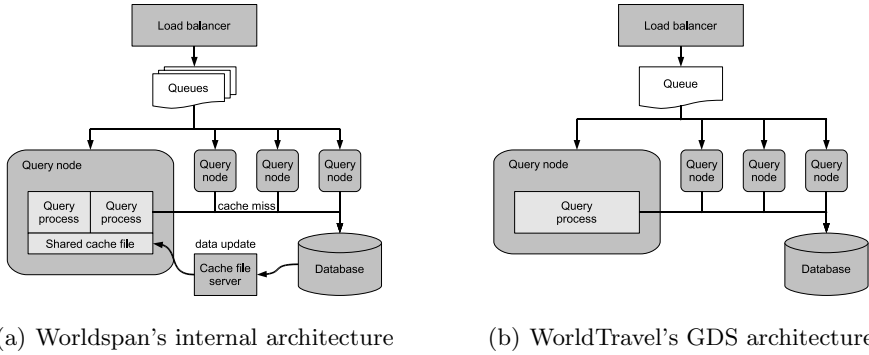 Load balancer
Queues
Query node
Query
node
Query
node
Query
node
Query
process
Query
process
cache miss
Shared cache file
data update
Cache file
server
Database
Load balancer
Queue
Query node
Query
node
Query
node
Query
node
Query
process
Database
a) Worldspan's internal architecture
(b) WorldTravel's GDS architecture